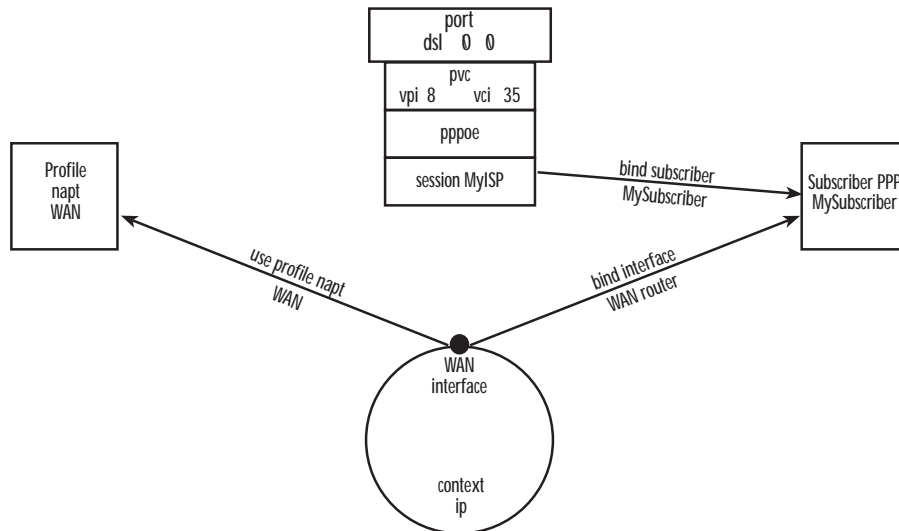 port
dsl 0 0
pvc
vpi 8 vci 35
pppoe
session MyISP
bind subscriber
MySubscriber
Profile
napt
WAN
Subscriber PPP
MySubscriber
use profile napt
WAN
bind interface
WAN router
WAN
interface
context
ip